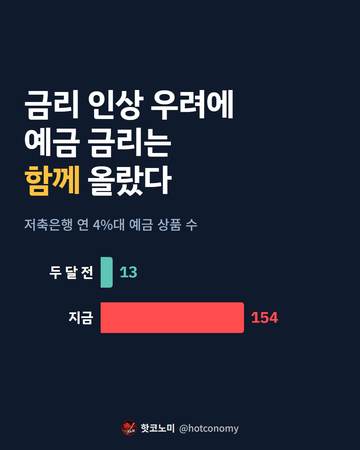 금리 인상 우려에
예금 금리는
함께 올랐다
저축은행 연 4%대 예금 상품 수
두 달 전 13
지금 154
핫코노미 @hotconomy